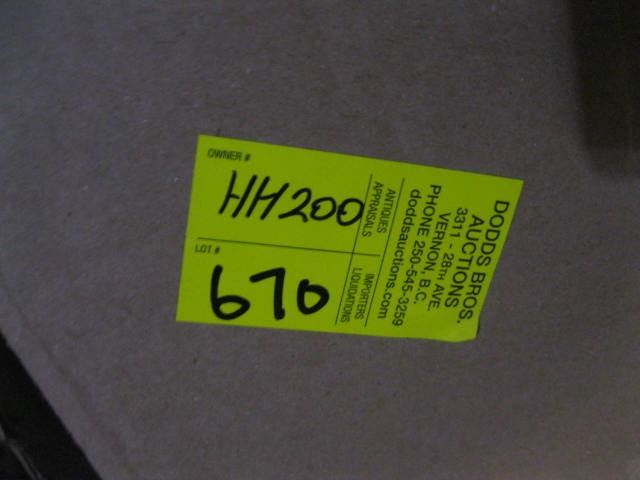 OWNER #
HH200
LOT #
670
ANTIQUES
APPRAISALS
IMPORTERS
LIQUIDATIONS
DODDS BROS.
AUCTIONS
3311 - 28TH AVE.
VERNON, B.C.
PHONE 250-545-3259
doddsauctions.com